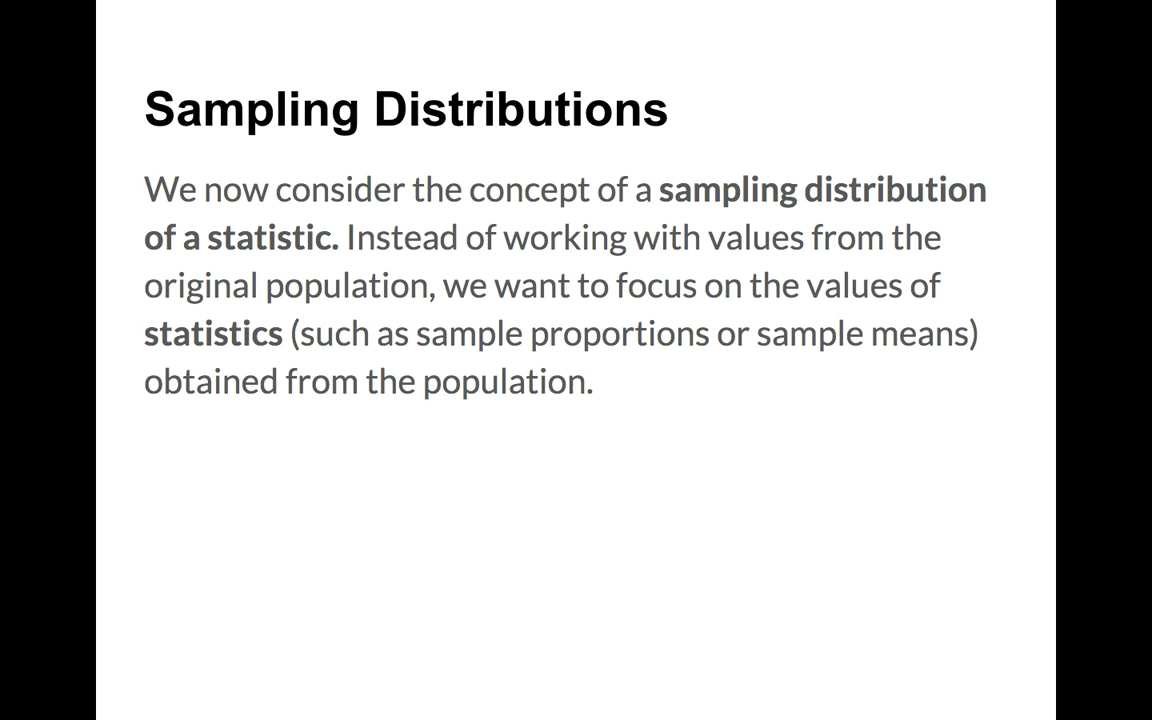 Sampling Distributions
We now consider the concept of a sampling distribution
of a statistic. Instead of working with values from the
original population, we want to focus on the values of
statistics (such as sample proportions or sample means)
obtained from the population.